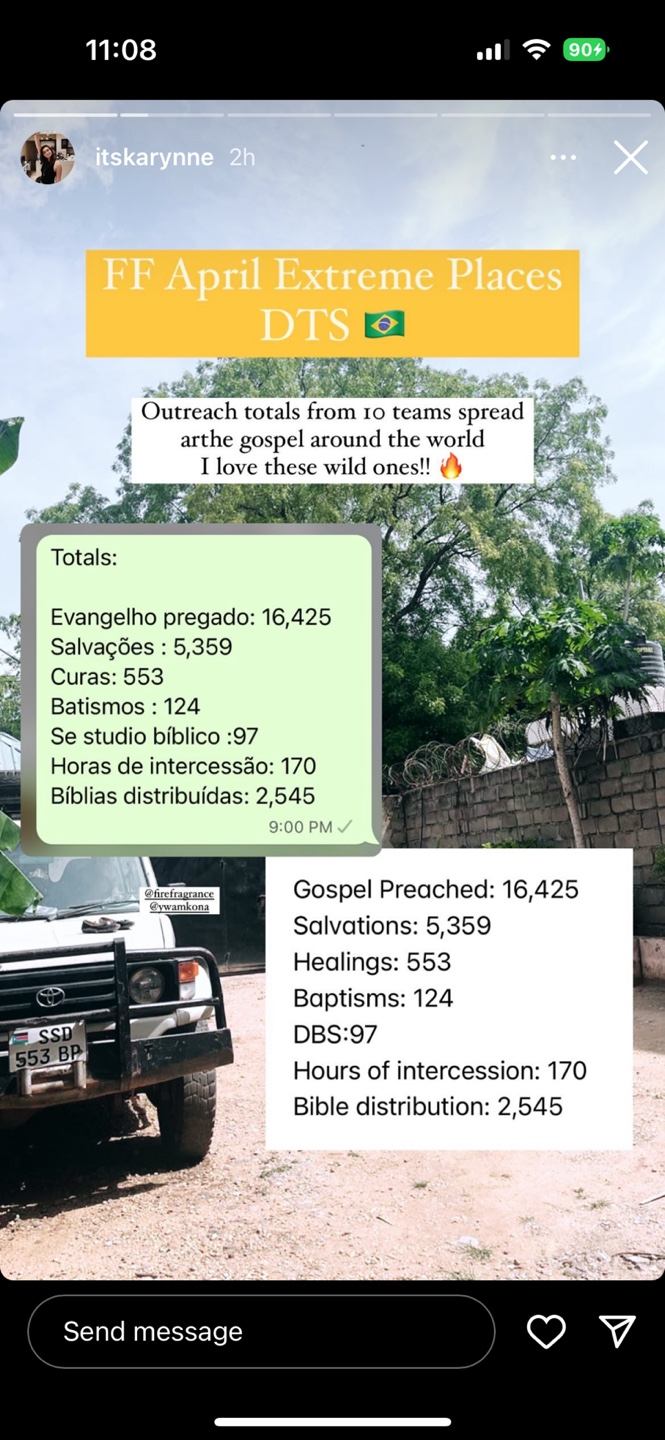 11:08
90
itskarynne 2h
FF April Extreme Places
DTS 🇧🇷
Outreach totals from 10 teams spread
arthe gospel around the world
I love these wild ones!! 🔥
Totals:
Evangelho pregado: 16,425
Salvações : 5,359
Curas: 553
Batismos : 124
Se studio bíblico :97
Horas de intercessão: 170
Bíblias distribuídas: 2,545
9:00 PM
@firefragrance
@ywamkona
SSD
553 BP
Gospel Preached: 16,425
Salvations: 5,359
Healings: 553
Baptisms: 124
DBS:97
Hours of intercession: 170
Bible distribution: 2,545
Send message